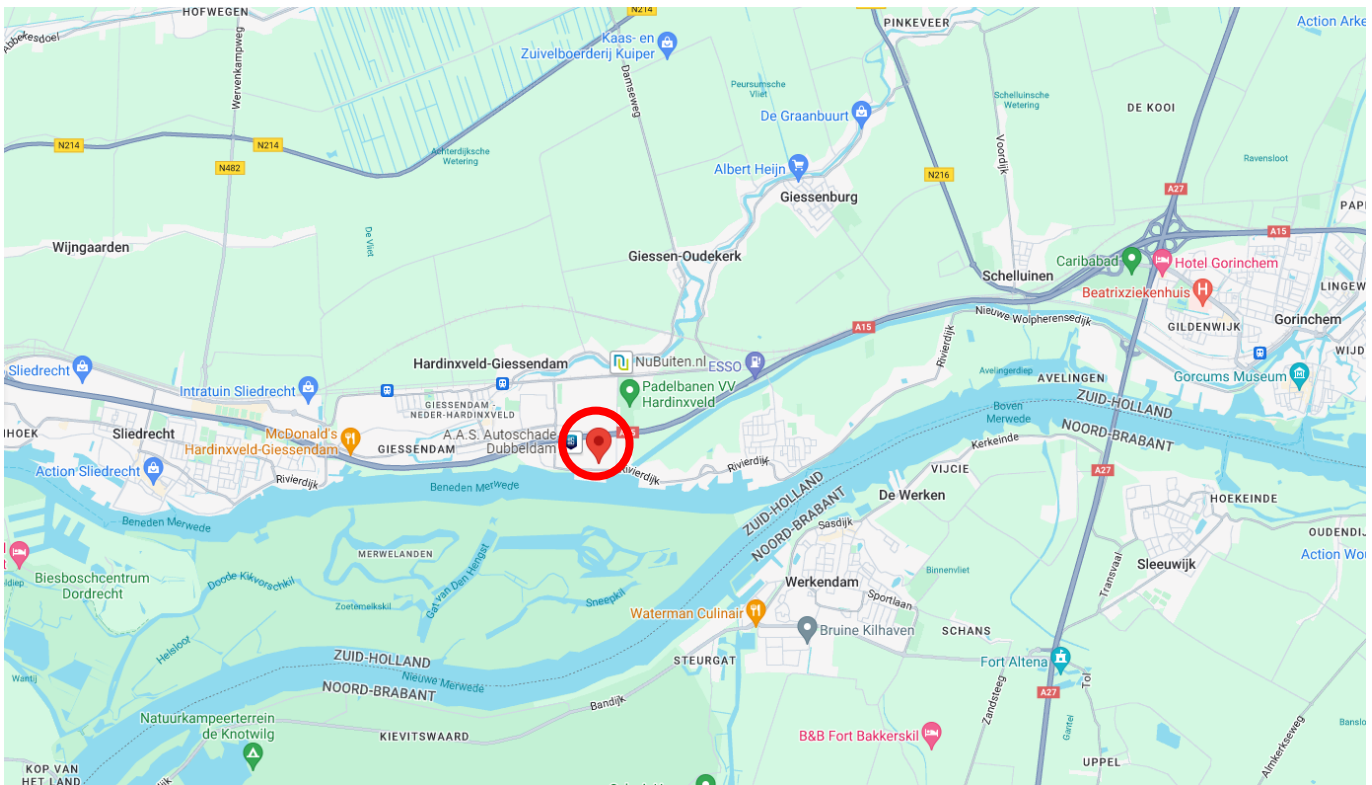 HOFWEGEN
N214
Abbekesdoel
Kaas- en
Zuivelboerderij Kuiper
PINKEVEER
Action Arke
Wervenkampweg
Damseweg
Peursumsche
Vliet
Schelluinsche
Wetering
DE KOOI
De Graanbuurt
N214
N214
Achterdijksche
Wetering
N482
Voordijk
Ravensloot
Albert Heijn
N216
A27
Giessenburg
PAP
De Vliet
A15
Wijngaarden
Giessen-Oudekerk
Caribabad
Hotel Gorinchem
Schelluinen
Beatrixziekenhuis
LINGEW
Nieuwe Wolpherensedijk
Gorinchem
A15
GILDENWIJK
Rivierdijk
WIJD
Hardinxveld-Giessendam
NuBuiten.nl
ESSO
Sliedrecht
Avelingerdiep
AVELINGEN
Gorcums Museum
Intratuin Sliedrecht
Padelbanen VV
Hardinxveld
GIESSENDAM -
NEDER-HARDINXVELD
Boven
Merwede
ZUID-HOLLAND
NOORD-BRABANT
IHOEK
Sliedrecht
McDonald's
Hardinxveld-Giessendam
GIESSENDAM
A.A.S. Autoschade
Dubbeldam
Kerkeinde
Action Sliedrecht
Rivierdijk
Rivierdijk
Rivierdijk
VIJCIE
A27
Beneden Merwede
De Werken
HOEKEINDE
ZUID-HOLLAND
NOORD-BRABANT
Beneden Merwede
Sasdijk
OUDENDIJ
MERWELANDEN
Action Wou
Biesboschcentrum
Dordrecht
Doode Kikvorschkil
Gat van Den Hengst
Binnenvliet
Transvaal
Sleeuwijk
Werkendam
Zoetemelkskil
Sneepkil
Sportlaan
Waterman Culinair
Bruine Kilhaven
SCHANS
Helsloot
ZUID-HOLLAND
Nieuwe Merwede
NOORD-BRABANT
STEURGAT
Fort Altena
Wantij
Tol
A27
Bandijk
Zandsteeg
Gantel
Natuurkampeerterrein
de Knotwilg
KIEVITSWAARD
B&B Fort Bakkerskil
Banslo
Almkerkseweg
UPPEL
KOP VAN
HET LAND